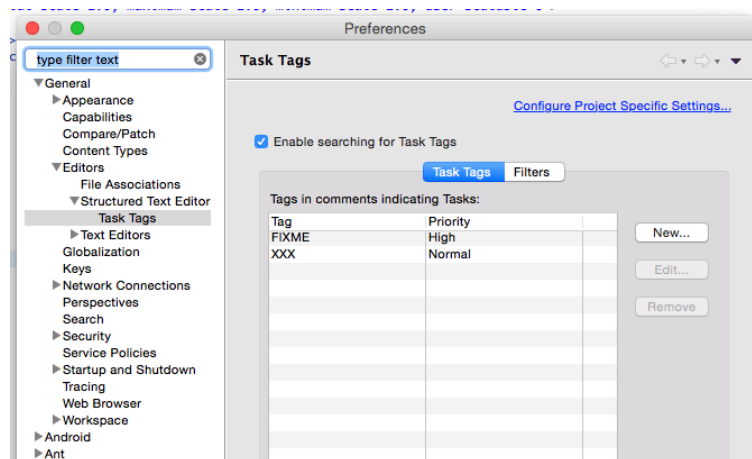 Preferences
type filter text
Task Tags
General
Appearance
Capabilities
Compare/Patch
Content Types
Editors
File Associations
Structured Text Editor
Task Tags
Text Editors
Globalization
Keys
Network Connections
Perspectives
Search
Security
Service Policies
Startup and Shutdown
Tracing
Web Browser
Workspace
Android
Ant
Configure Project Specific Settings...
Enable searching for Task Tags
Task Tags Filters
Tags in comments indicating Tasks:
Tag Priority
FIXME High
XXX Normal
New...
Edit...
Remove